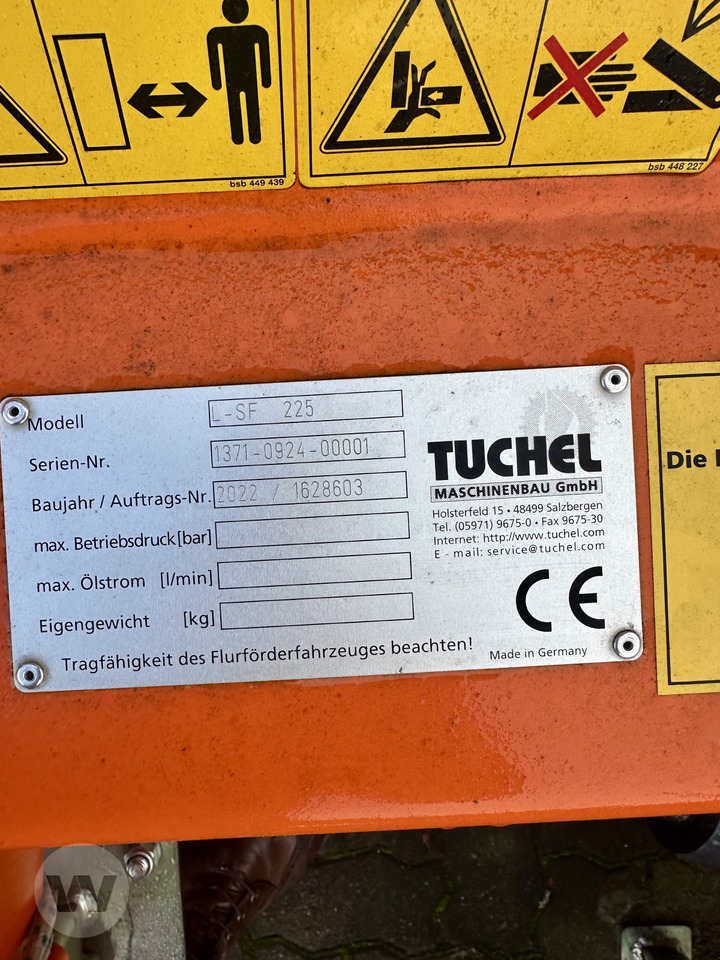 bsb 449 439
bsb 448 227
Modell L-SF 225
Serien-Nr. 1371-0924-00001
Baujahr / Auftrags-Nr. 2022 / 1628603
max. Betriebsdruck [bar]
max. Ölstrom [l/min]
Eigengewicht [kg]
Tragfähigkeit des Flurförderfahrzeuges beachten!
TUCHEL
MASCHINENBAU GmbH
Holsterfeld 15 • 48499 Salzbergen
Tel. (05971) 9675-0 • Fax 9675-30
Internet: http://www.tuchel.com
E - mail: service@tuchel.com
CE
Made in Germany
Die
W